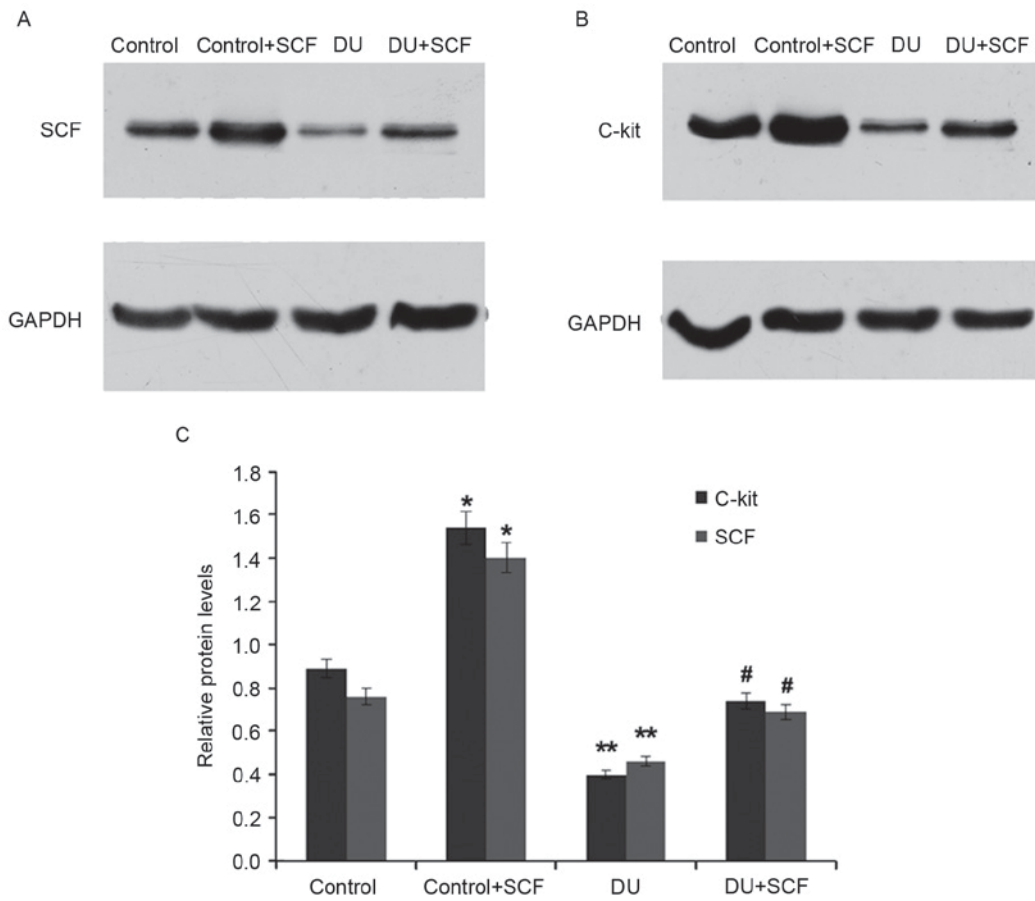 A
Control Control+SCF DU DU+SCF
SCF
GAPDH
B
Control Control+SCF DU DU+SCF
C-kit
GAPDH
C
Relative protein levels
1.8
1.6
1.4
1.2
1.0
0.8
0.6
0.4
0.2
0.0
* *
** **
# #
C-kit
SCF
Control Control+SCF DU DU+SCF